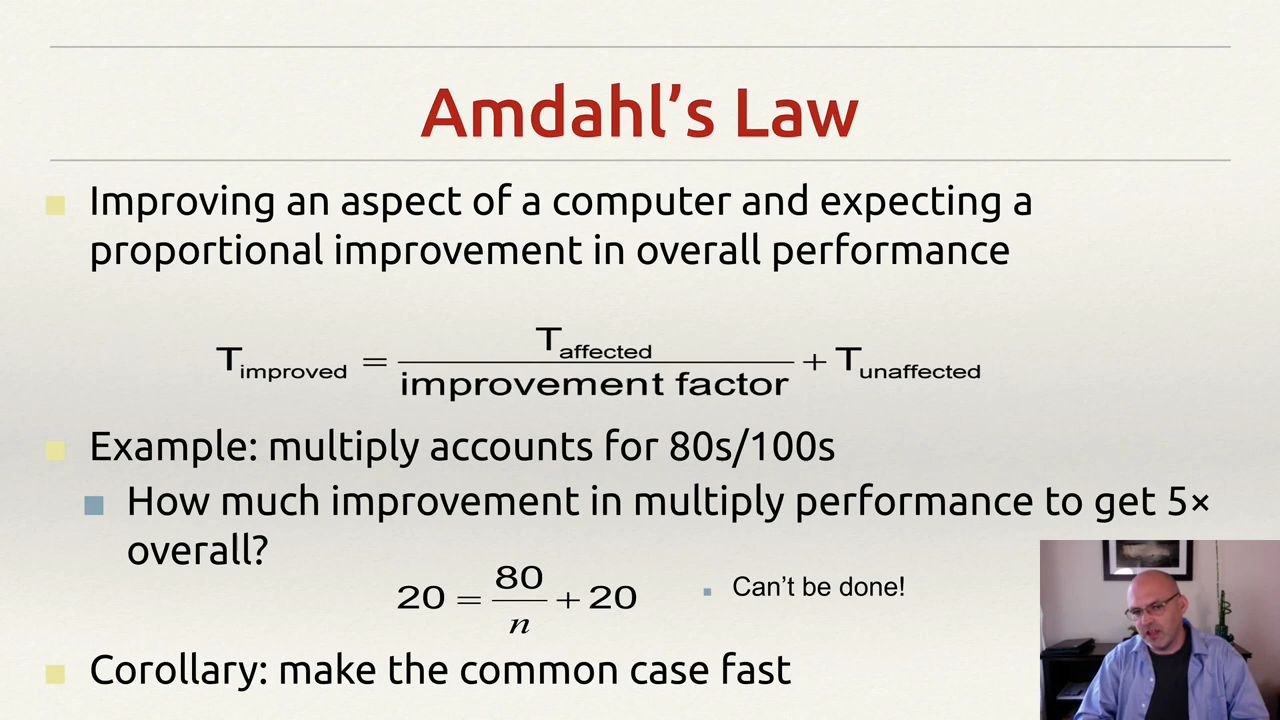 Amdahl’s Law
Improving an aspect of a computer and expecting a
proportional improvement in overall performance
T_improved = T_affected / improvement factor + T_unaffected
Example: multiply accounts for 80s/100s
How much improvement in multiply performance to get 5×
overall?
20 = 80 / n + 20
Can’t be done!
Corollary: make the common case fast